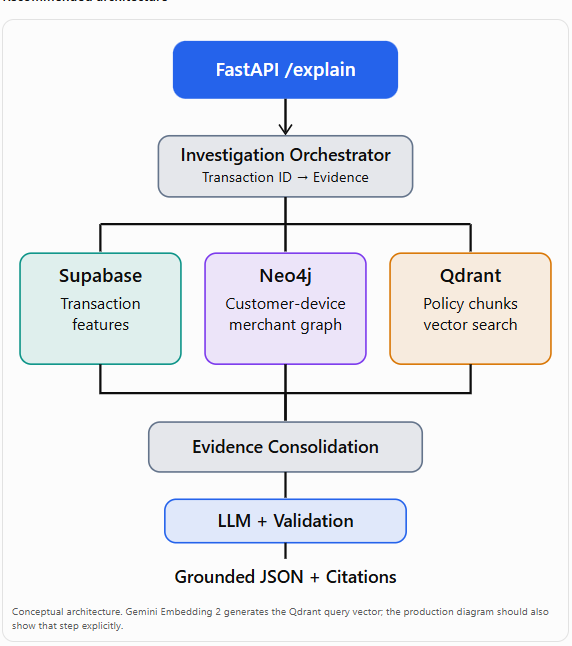 Recommended architecture
FastAPI /explain
Investigation Orchestrator
Transaction ID → Evidence
Supabase
Transaction
features
Neo4j
Customer-device
merchant graph
Qdrant
Policy chunks
vector search
Evidence Consolidation
LLM + Validation
Grounded JSON + Citations
Conceptual architecture. Gemini Embedding 2 generates the Qdrant query vector; the production diagram should also
show that step explicitly.